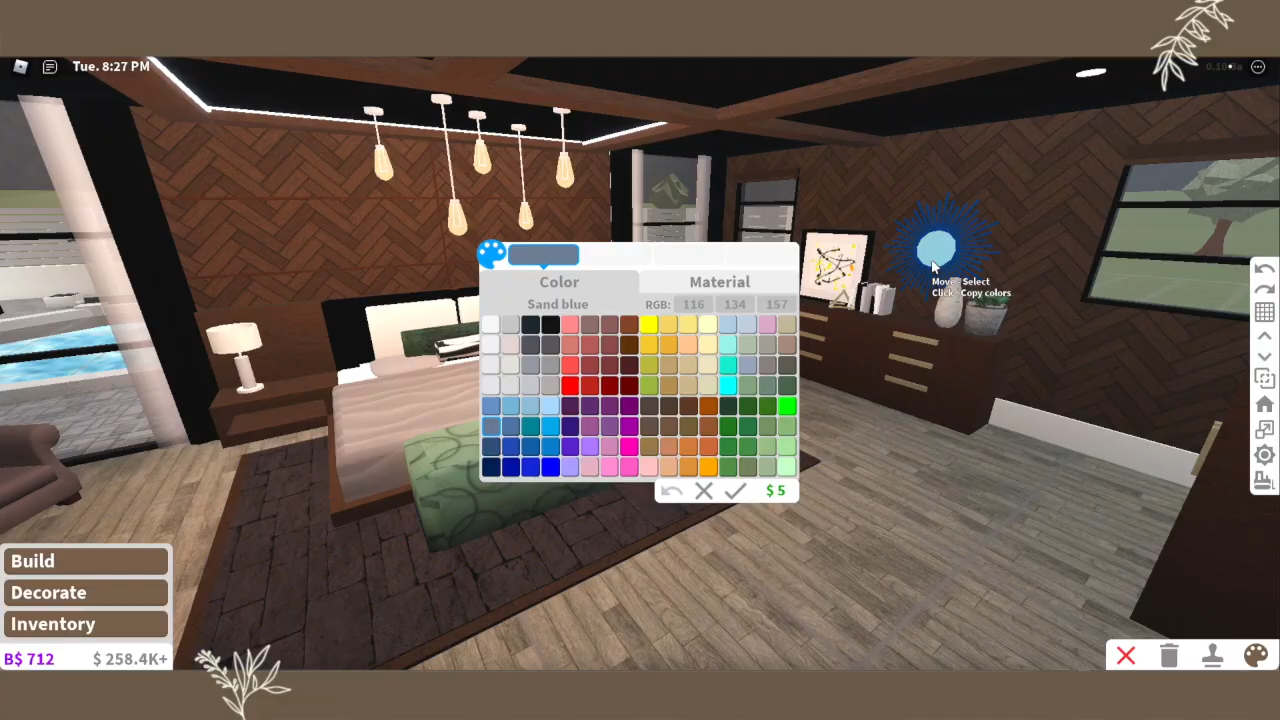 Tue. 8:27 PM
Color
Material
Sand blue
RGB: 116 134 157
Move - Select
Click - Copy colors
$ 5
Build
Decorate
Inventory
B$ 712
$ 258.4K+